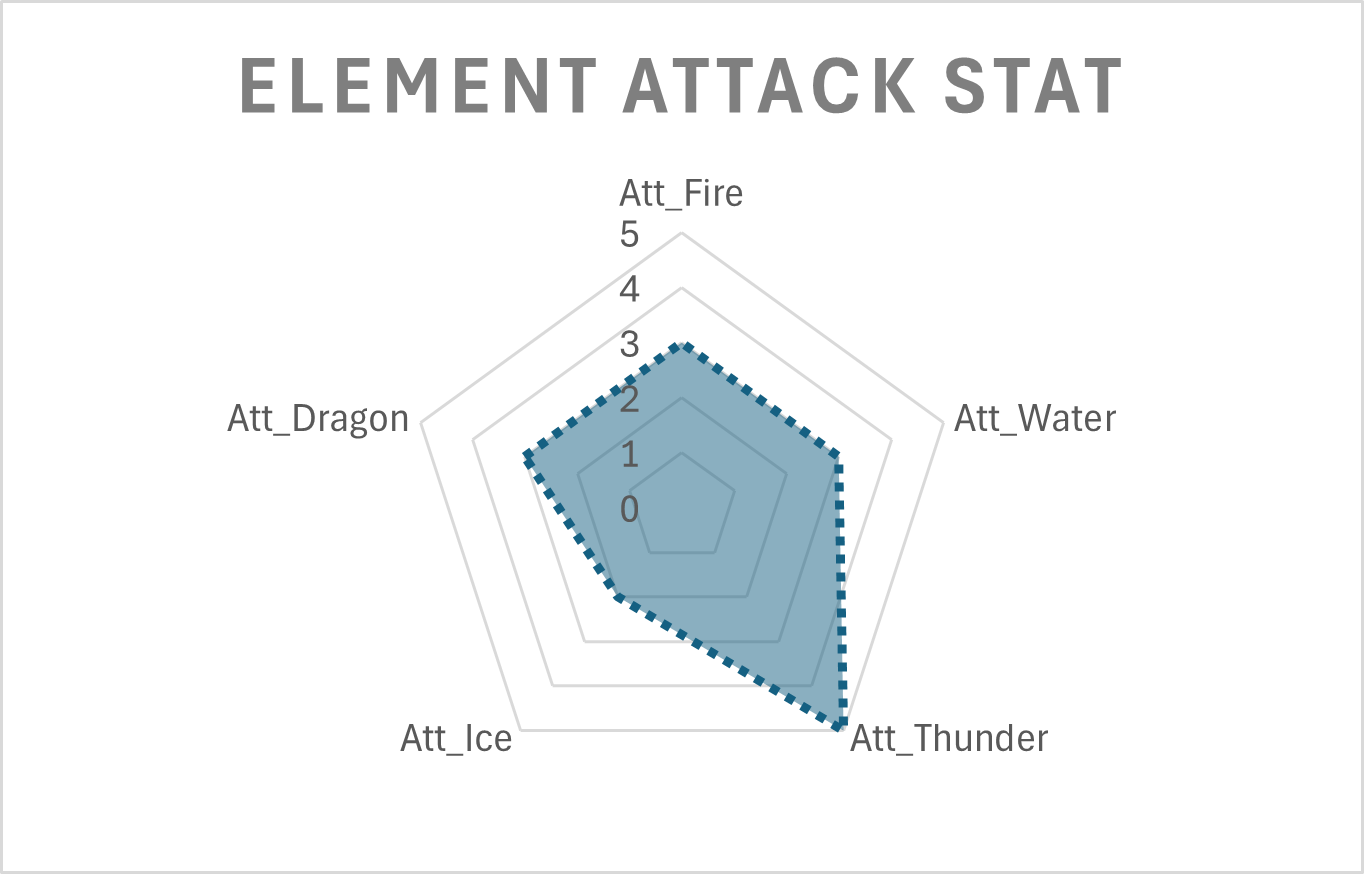 ELEMENT ATTACK STAT
Att_Fire
5
4
3
2
1
0
Att_Dragon
Att_Water
Att_Ice
Att_Thunder